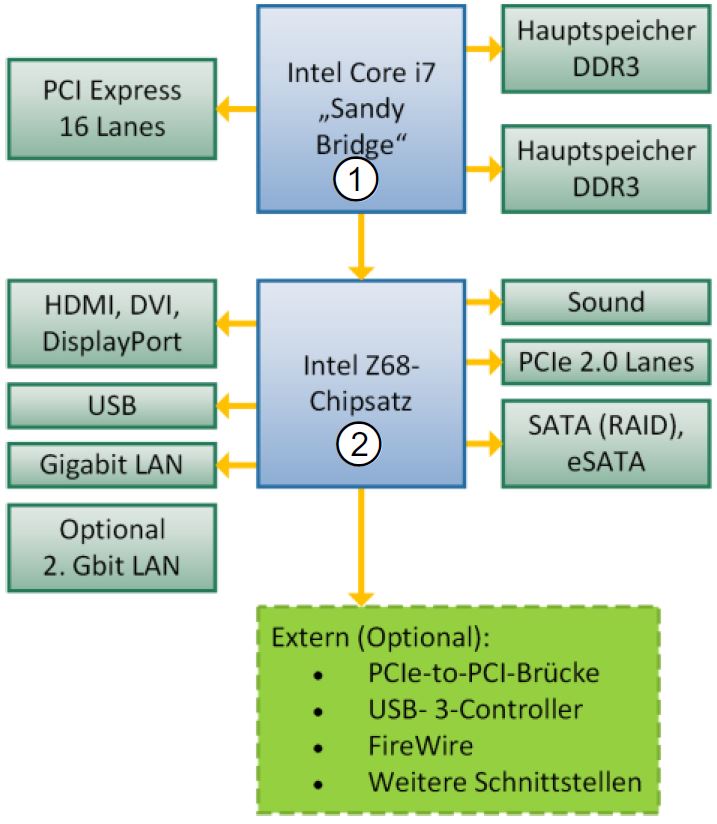 Intel Core i7
„Sandy
Bridge“
1
Hauptspeicher
DDR3
PCI Express
16 Lanes
Hauptspeicher
DDR3
HDMI, DVI,
DisplayPort
USB
Gigabit LAN
Optional
2. Gbit LAN
Intel Z68-
Chipsatz
2
Sound
PCIe 2.0 Lanes
SATA (RAID),
eSATA
Extern (Optional):
• PCIe-to-PCI-Brücke
• USB- 3-Controller
• FireWire
• Weitere Schnittstellen